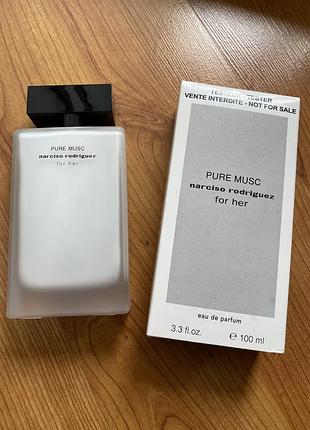 PURE MUSC
narciso rodriguez
for her
TESTEUR - TESTER
VENTE INTERDITE - NOT FOR SALE
PURE MUSC
narciso rodriguez
for her
eau de parfum
3.3 fl.oz. ℮ 100 ml